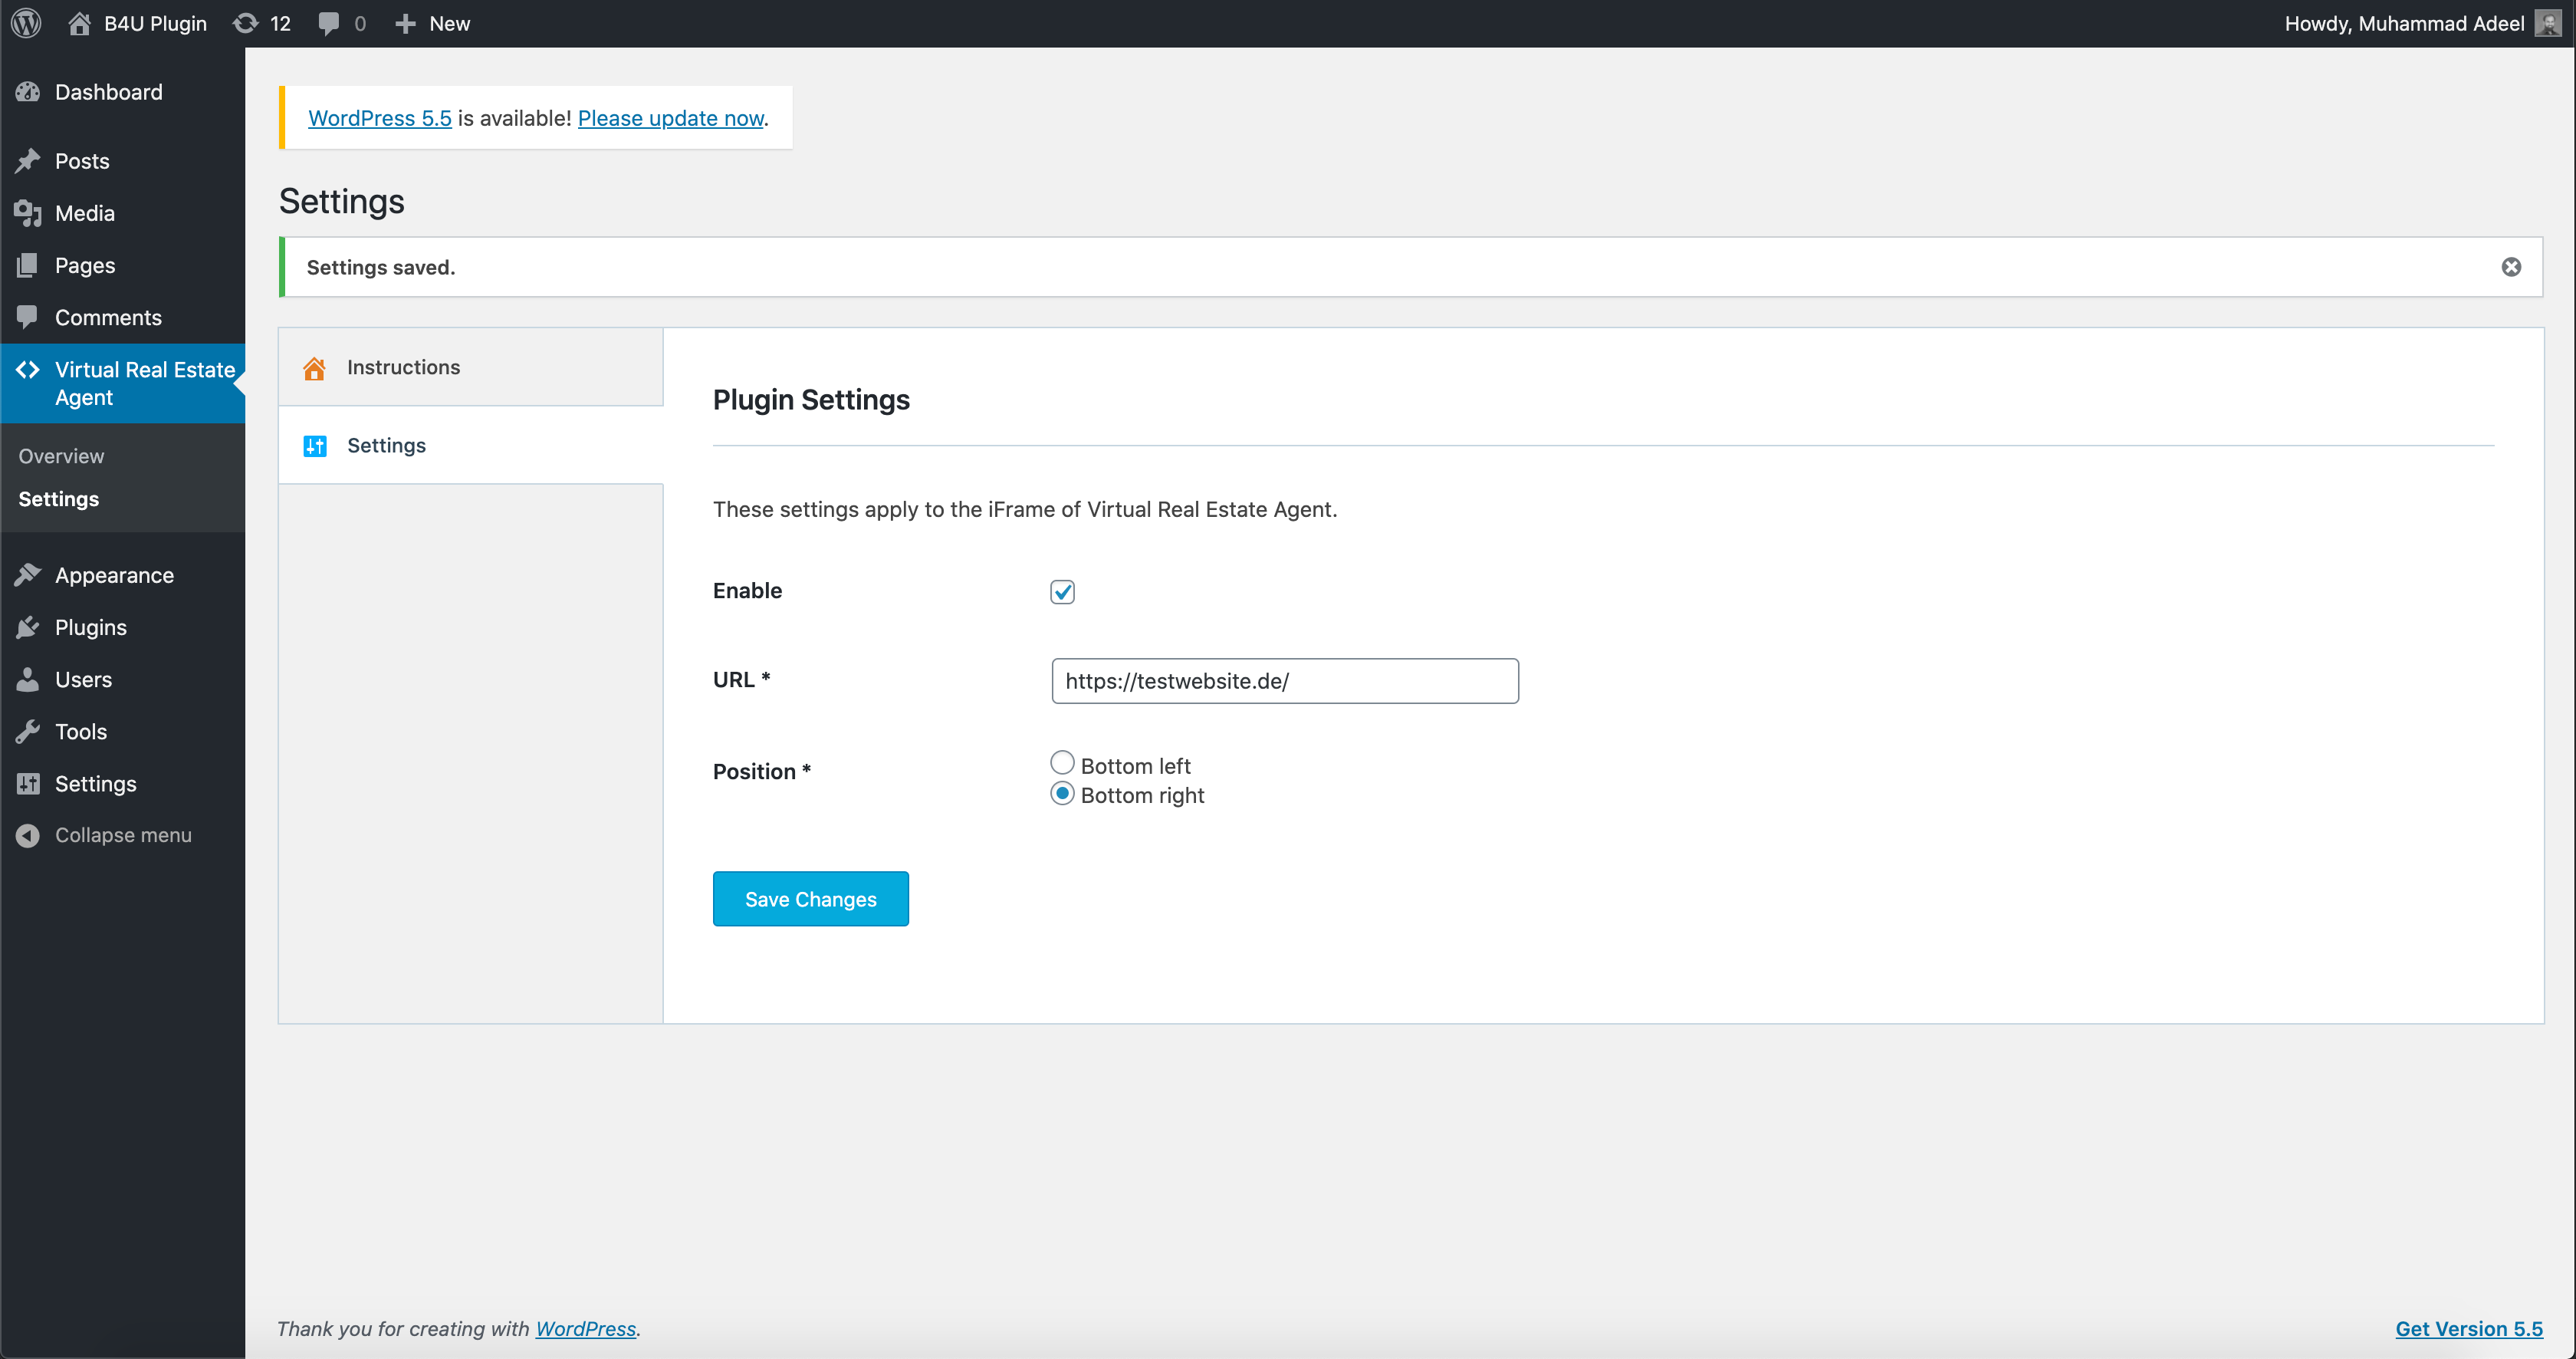 B4U Plugin
12
0
New
Howdy, Muhammad Adeel
Dashboard
Posts
Media
Pages
Comments
Virtual Real Estate
Agent
Overview
Settings
Appearance
Plugins
Users
Tools
Settings
Collapse menu
WordPress 5.5 is available! Please update now.
Settings
Settings saved.
Instructions
Settings
Plugin Settings
These settings apply to the iFrame of Virtual Real Estate Agent.
Enable
URL *
https://testwebsite.de/
Position *
Bottom left
Bottom right
Save Changes
Thank you for creating with WordPress.
Get Version 5.5